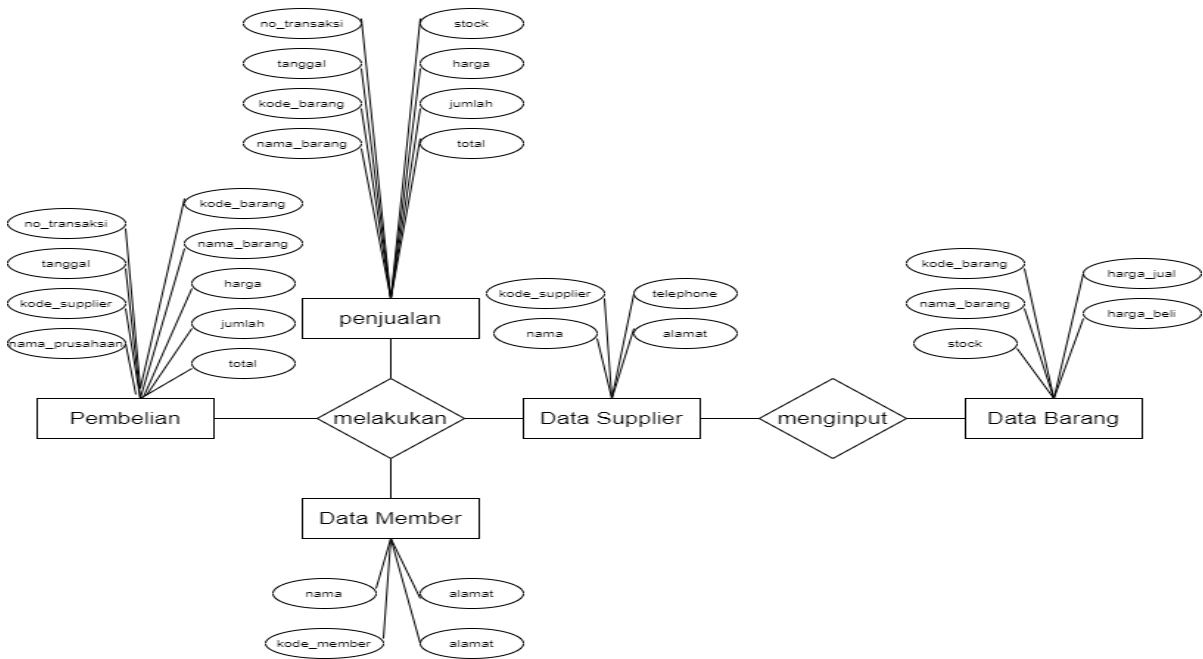 no_transaksi
stock
tanggal
harga
kode_barang
jumlah
nama_barang
total
no_transaksi
kode_barang
tanggal
nama_barang
kode_supplier
harga
nama_prusahaan
jumlah
total
penjualan
kode_supplier
telephone
nama
alamat
kode_barang
harga_jual
nama_barang
harga_beli
stock
Pembelian
melakukan
Data Supplier
menginput
Data Barang
Data Member
nama
alamat
kode_member
alamat